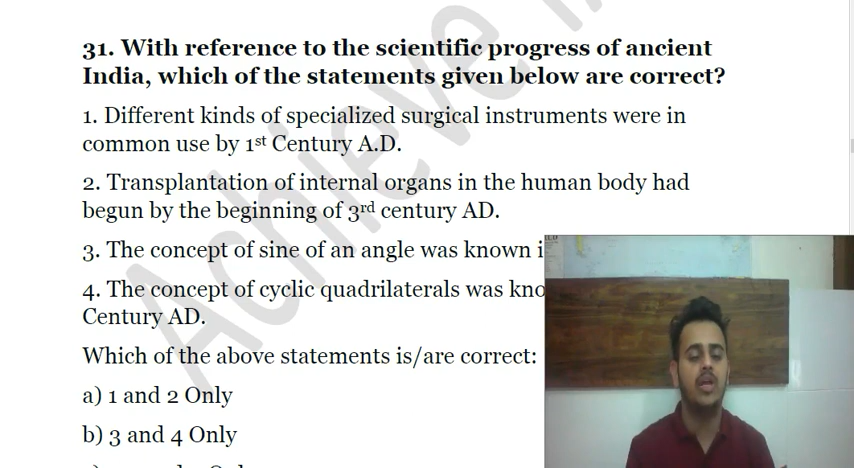 31. With reference to the scientific progress of ancient
India, which of the statements given below are correct?
1. Different kinds of specialized surgical instruments were in
common use by 1st Century A.D.
2. Transplantation of internal organs in the human body had
begun by the beginning of 3rd century AD.
3. The concept of sine of an angle was known
4. The concept of cyclic quadrilaterals was
Century AD.
Which of the above statements is/are correct:
a) 1 and 2 Only
b) 3 and 4 Only
Achieve